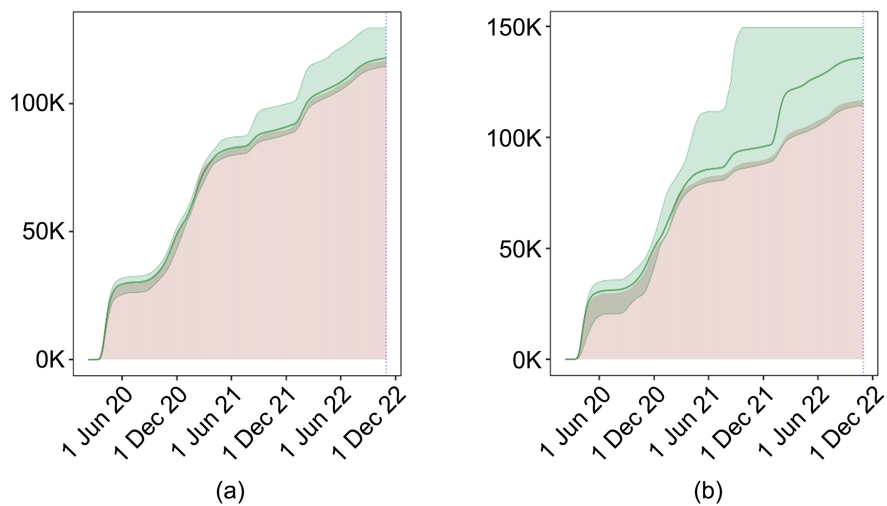 100K
50K
0K
1 Jun 20
1 Dec 20
1 Jun 21
1 Dec 21
1 Jun 22
1 Dec 22
(a)
150K
100K
50K
0K
1 Jun 20
1 Dec 20
1 Jun 21
1 Dec 21
1 Jun 22
1 Dec 22
(b)